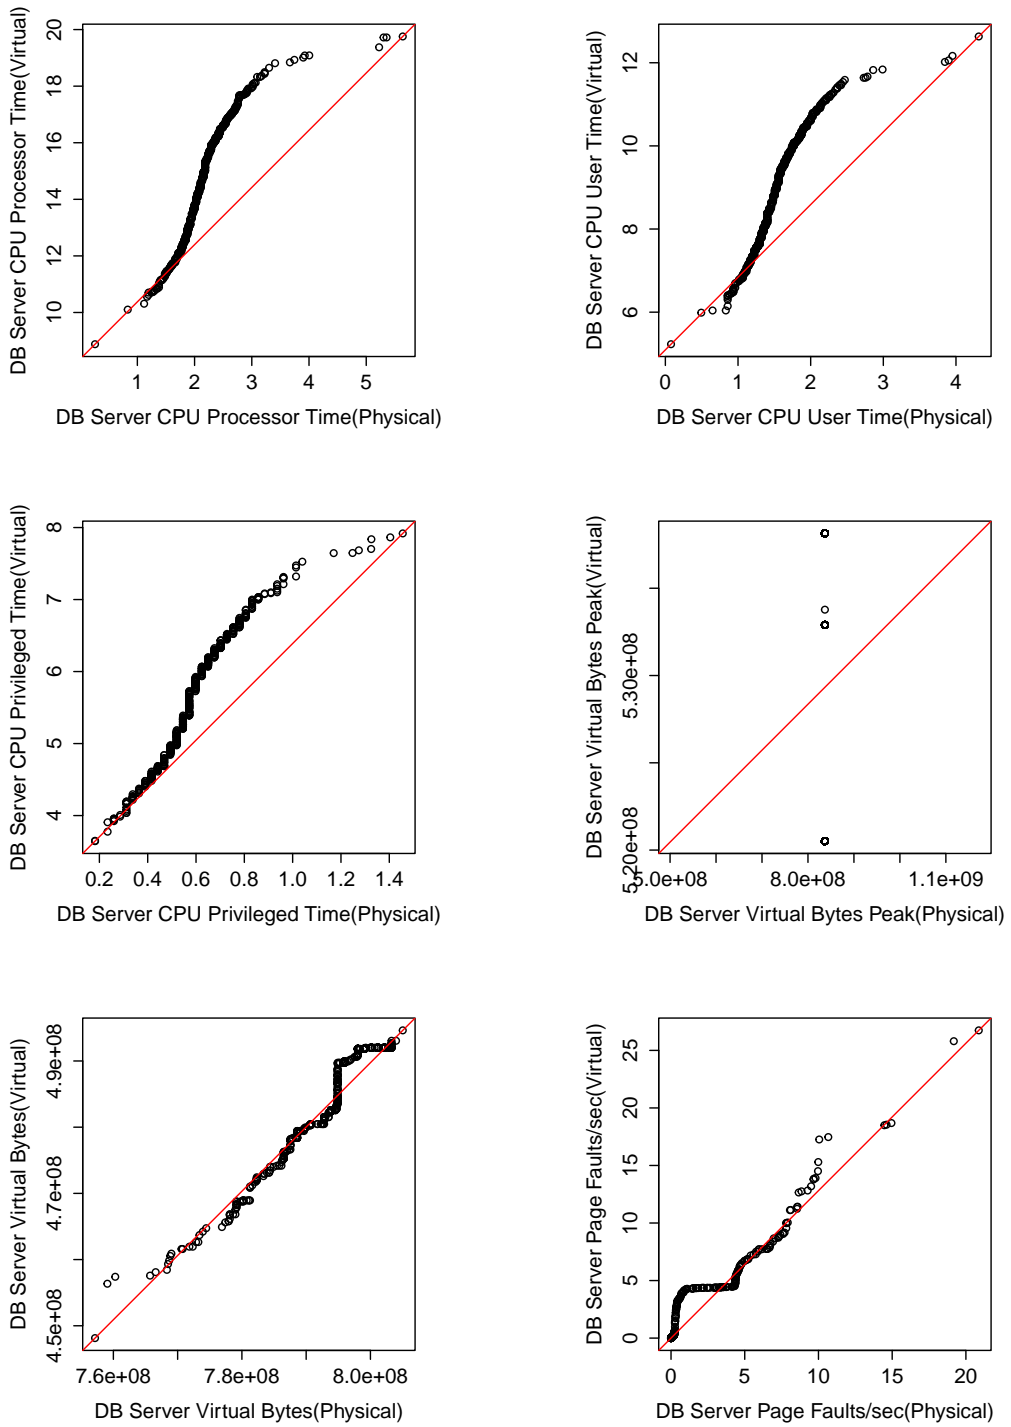 DB Server CPU Processor Time(Virtual)
10 12 14 16 18 20
1 2 3 4 5
DB Server CPU Processor Time(Physical)
DB Server CPU User Time(Virtual)
6 8 10 12
0 1 2 3 4
DB Server CPU User Time(Physical)
DB Server CPU Privileged Time(Virtual)
4 5 6 7 8
0.2 0.4 0.6 0.8 1.0 1.2 1.4
DB Server CPU Privileged Time(Physical)
DB Server Virtual Bytes Peak(Virtual)
5.20e+08 5.30e+08
5.0e+08 8.0e+08 1.1e+09
DB Server Virtual Bytes Peak(Physical)
DB Server Virtual Bytes(Virtual)
4.5e+08 4.7e+08 4.9e+08
7.6e+08 7.8e+08 8.0e+08
DB Server Virtual Bytes(Physical)
DB Server Page Faults/sec(Virtual)
0 5 10 15 20 25
0 5 10 15 20
DB Server Page Faults/sec(Physical)